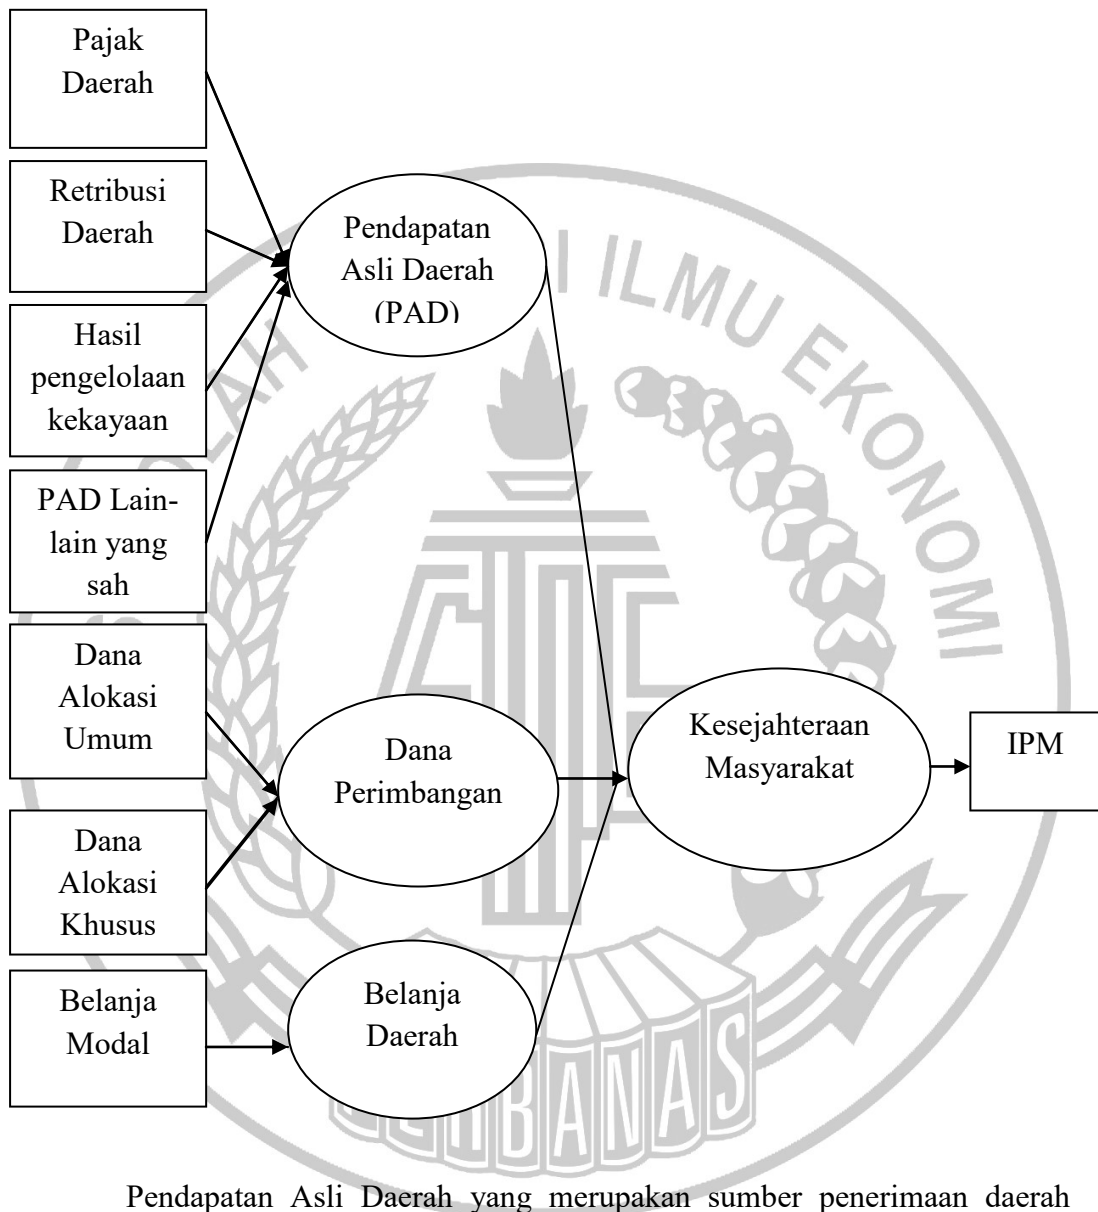 Pajak
Daerah
Retribusi
Daerah
Hasil
pengelolaan
kekayaan
PAD Lain-
lain yang
sah
Dana
Alokasi
Umum
Dana
Alokasi
Khusus
Belanja
Modal
Pendapatan
Asli Daerah
(PAD)
Dana
Perimbangan
Belanja
Daerah
Kesejahteraan
Masyarakat
IPM
ILMU EKONOMI
BANAS
Pendapatan Asli Daerah yang merupakan sumber penerimaan daerah